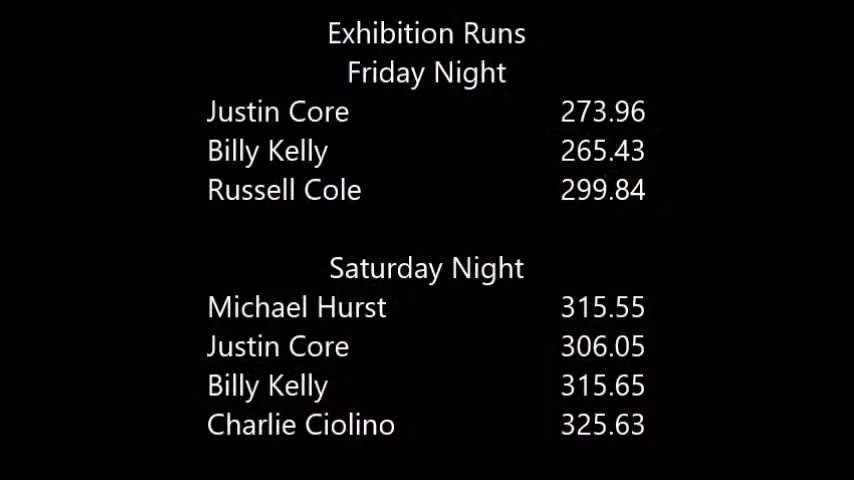 Exhibition Runs
Friday Night
Justin Core 273.96
Billy Kelly 265.43
Russell Cole 299.84
Saturday Night
Michael Hurst 315.55
Justin Core 306.05
Billy Kelly 315.65
Charlie Ciolino 325.63